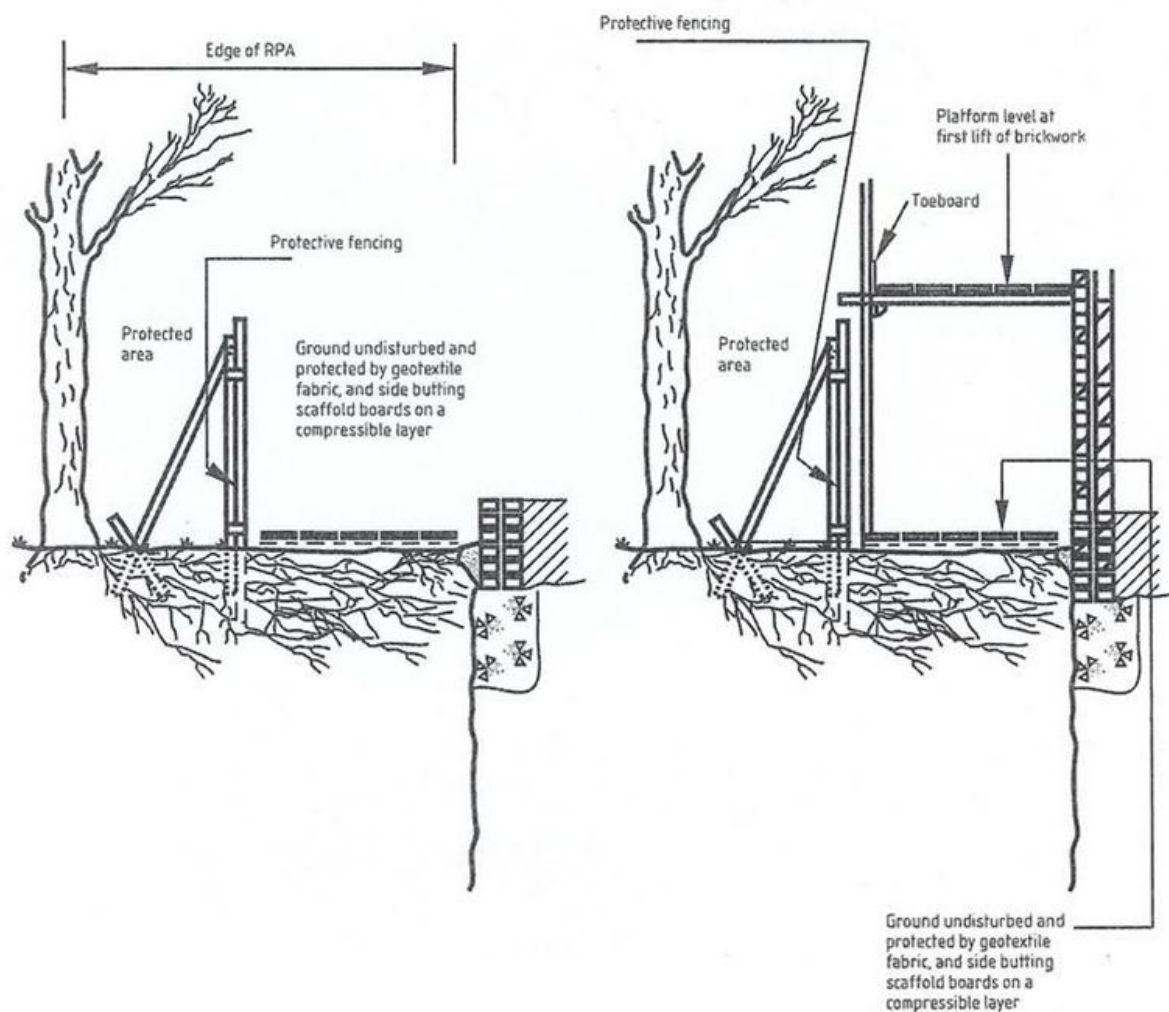 Edge of RPA
Protective fencing
Protected
area
Ground undisturbed and
protected by geotextile
fabric, and side butting
scaffold boards on a
compressible layer
Protective fencing
Platform level at
first lift of brickwork
Toeboard
Protected
area
Ground undisturbed and
protected by geotextile
fabric, and side butting
scaffold boards on a
compressible layer